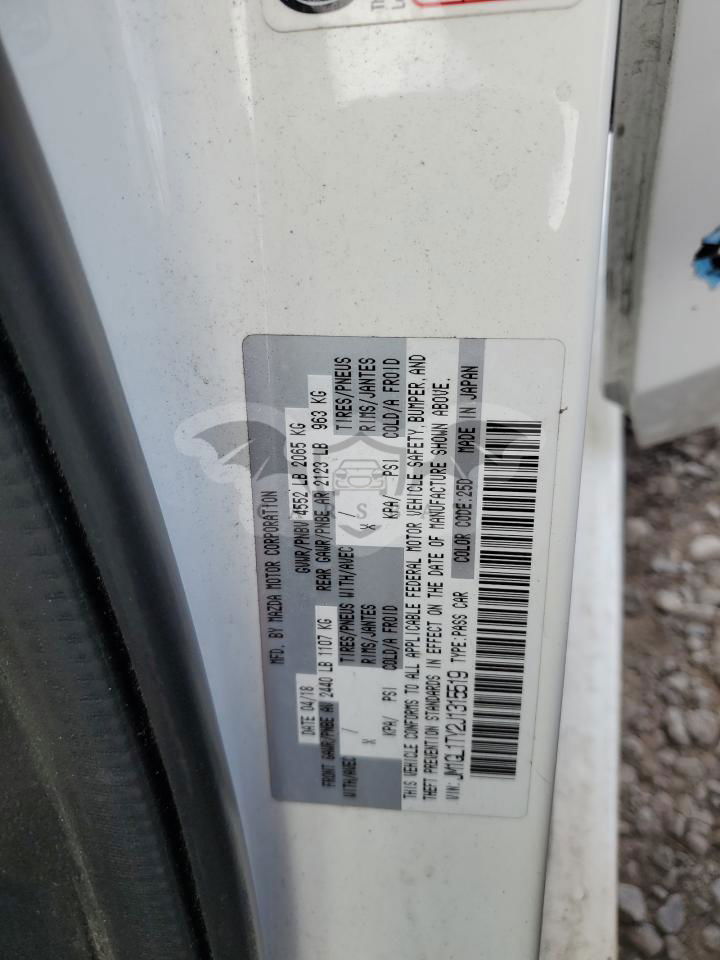 MFD. BY MAZDA MOTOR CORPORATION
DATE 04/18 GVWR/PNBV 4552 LB 2065 KG
FRONT GAWR/PNBE AV 2440 LB 1107 KG REAR GAWR/PNBE AR 2123 LB 963 KG
WITH/AVEC / TIRES/PNEUS WITH/AVEC / TIRES/PNEUS
X RIMS/JANTES X RIMS/JANTES
KPA/ PSI COLD/A FROID KPA/ PSI COLD/A FROID
THIS VEHICLE CONFORMS TO ALL APPLICABLE FEDERAL MOTOR VEHICLE SAFETY, BUMPER, AND
THEFT PREVENTION STANDARDS IN EFFECT ON THE DATE OF MANUFACTURE SHOWN ABOVE.
VIN: JM1GL1TY2J1315519 TYPE:PASS CAR COLOR CODE:25D MADE IN JAPAN